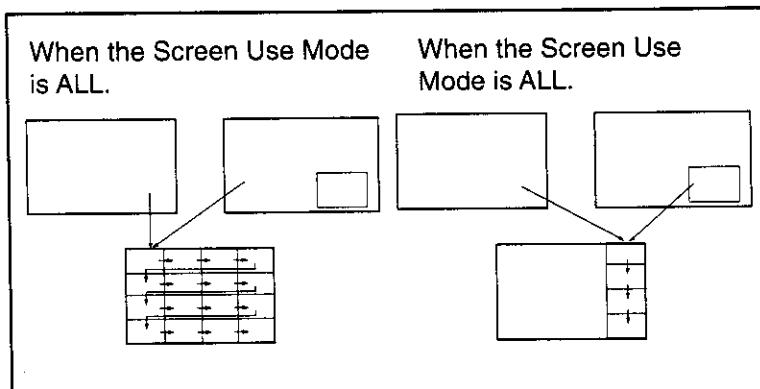 When the Screen Use Mode
is ALL.
When the Screen Use
Mode is ALL.